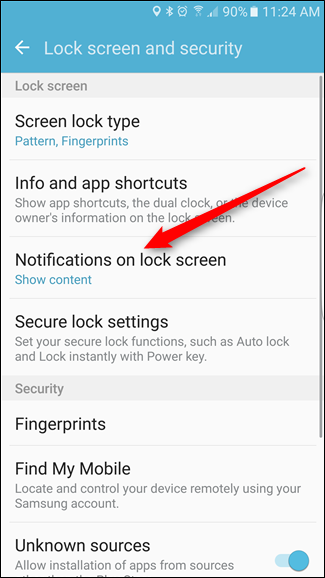 90% 11:24 AM
Lock screen and security
Lock screen
Screen lock type
Pattern, Fingerprints
Info and app shortcuts
Show app shortcuts, the dual clock, or the device
owner's information on the lock screen.
Notifications on lock screen
Show content
Secure lock settings
Set your secure lock functions, such as Auto lock
and Lock instantly with Power key.
Security
Fingerprints
Find My Mobile
Locate and control your device remotely using your
Samsung account.
Unknown sources
Allow installation of apps from sources